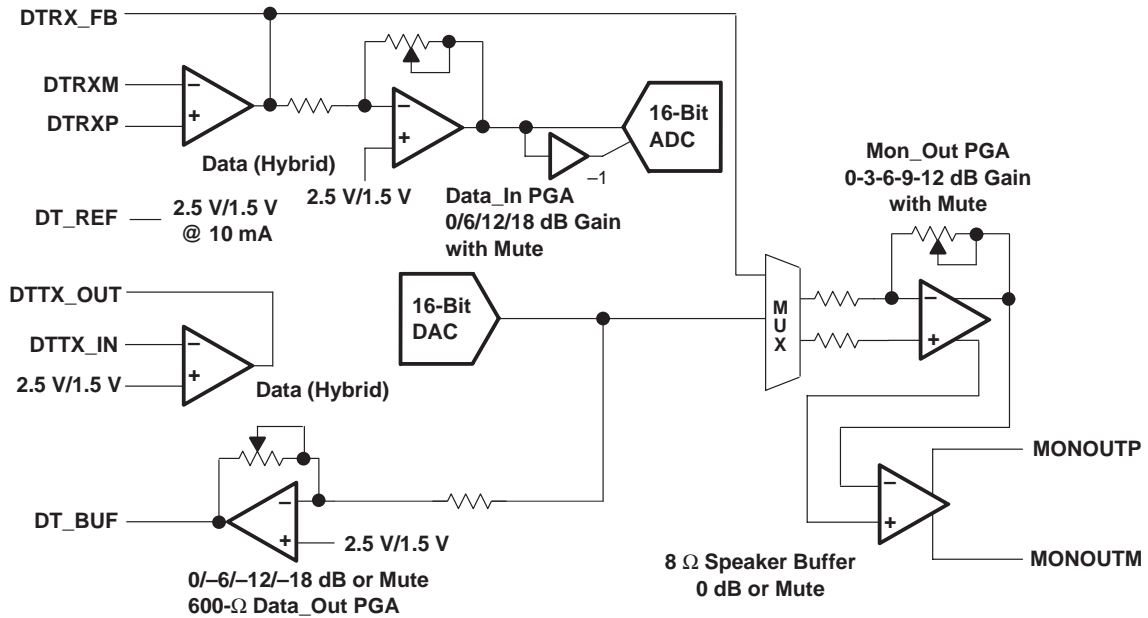 DTRX_FB
DTRXM
DTRXP
−
+
Data (Hybrid)
−
+
2.5 V/1.5 V
16-Bit
ADC
–1
Data_In PGA
0/6/12/18 dB Gain
with Mute
DT_REF
2.5 V/1.5 V
@ 10 mA
Mon_Out PGA
0-3-6-9-12 dB Gain
with Mute
DTTX_OUT
DTTX_IN
2.5 V/1.5 V
−
+
Data (Hybrid)
16-Bit
DAC
M
U
X
−
+
DT_BUF
−
+
2.5 V/1.5 V
0/–6/–12/–18 dB or Mute
600-Ω Data_Out PGA
−
+
MONOUTP
MONOUTM
8 Ω Speaker Buffer
0 dB or Mute